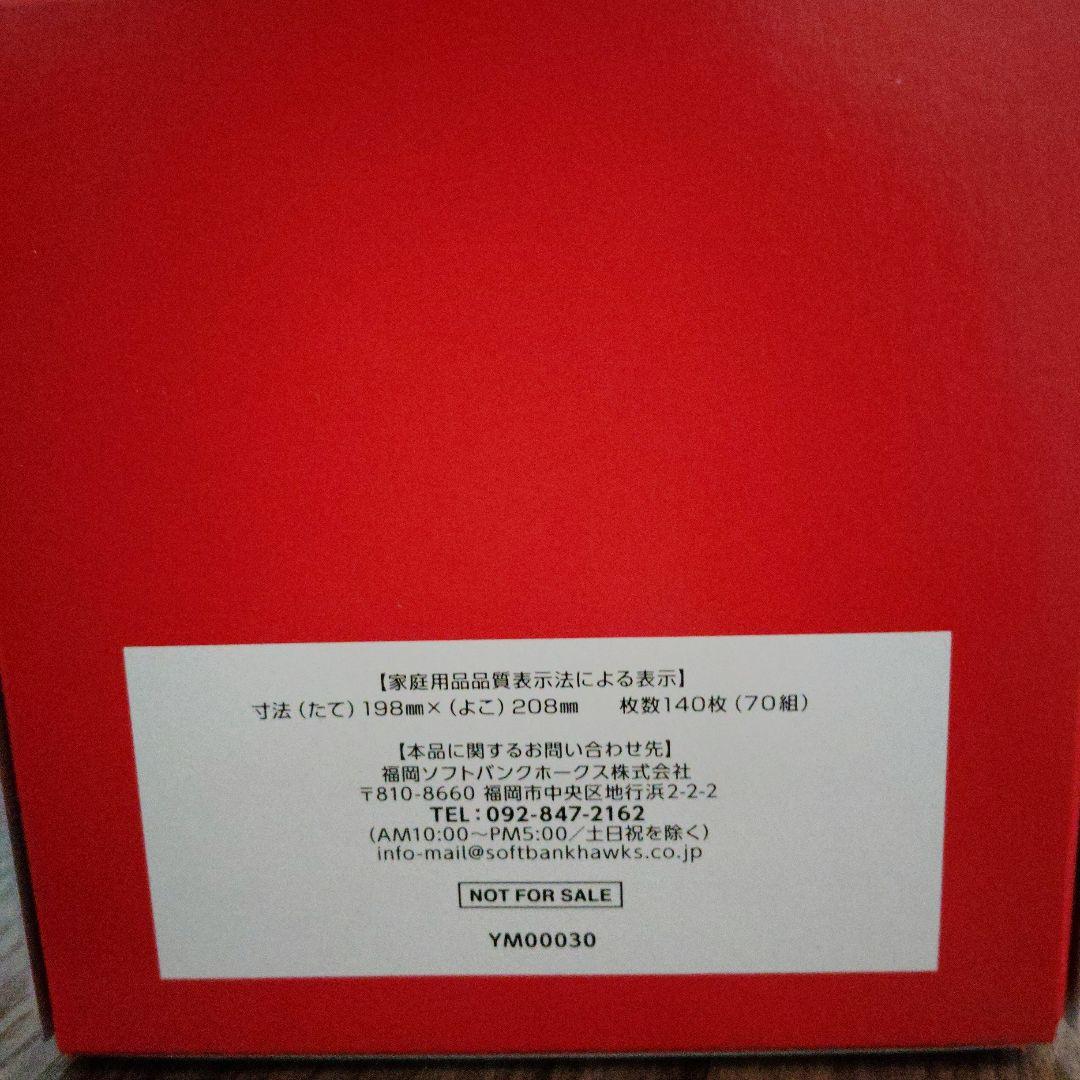 【家庭用品品質表示法による表示】
寸法（たて）198㎜×（よこ）208㎜　枚数140枚（70組）
【本品に関するお問い合わせ先】
福岡ソフトバンクホークス株式会社
〒810-8660 福岡市中央区地行浜2-2-2
TEL：092-847-2162
（AM10:00～PM5:00／土日祝を除く）
info-mail@softbankhawks.co.jp
NOT FOR SALE
YM00030